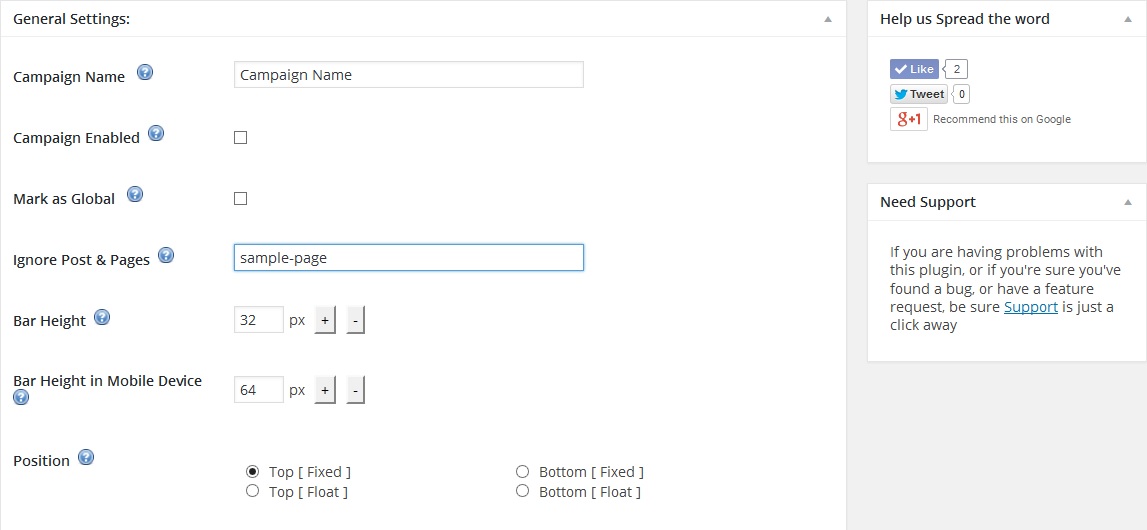 General Settings:
Campaign Name ?
Campaign Name
Campaign Enabled ?
Mark as Global ?
Ignore Post & Pages ?
sample-page
Bar Height ?
32 px + -
Bar Height in Mobile Device
?
64 px + -
Position ?
Top [ Fixed ]
Bottom [ Fixed ]
Top [ Float ]
Bottom [ Float ]
Help us Spread the word
Like 2
Tweet 0
g+1 Recommend this on Google
Need Support
If you are having problems with
this plugin, or if you're sure you've
found a bug, or have a feature
request, be sure Support is just a
click away